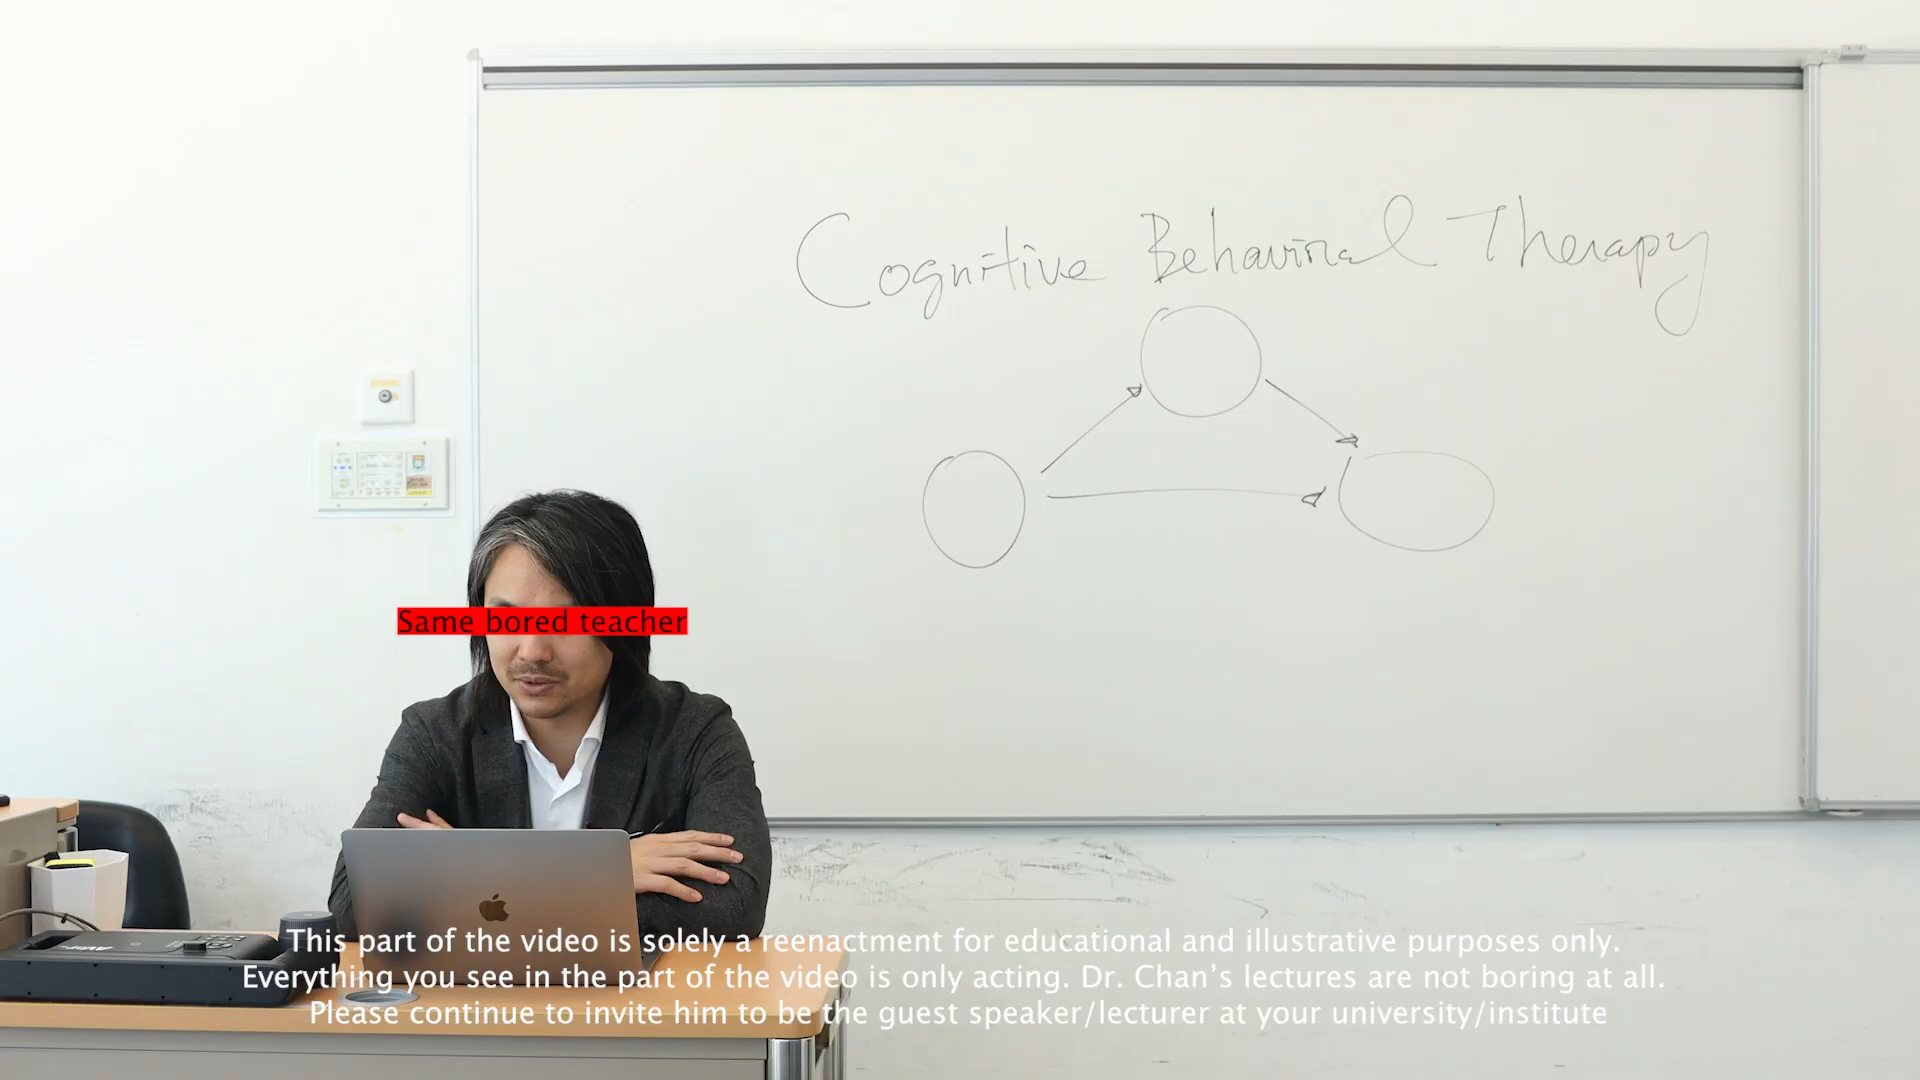 Cognitive Behavioral Therapy
Same bored teacher
This part of the video is solely a reenactment for educational and illustrative purposes only.
Everything you see in the part of the video is only acting. Dr. Chan's lectures are not boring at all.
Please continue to invite him to be the guest speaker/lecturer at your university/institute